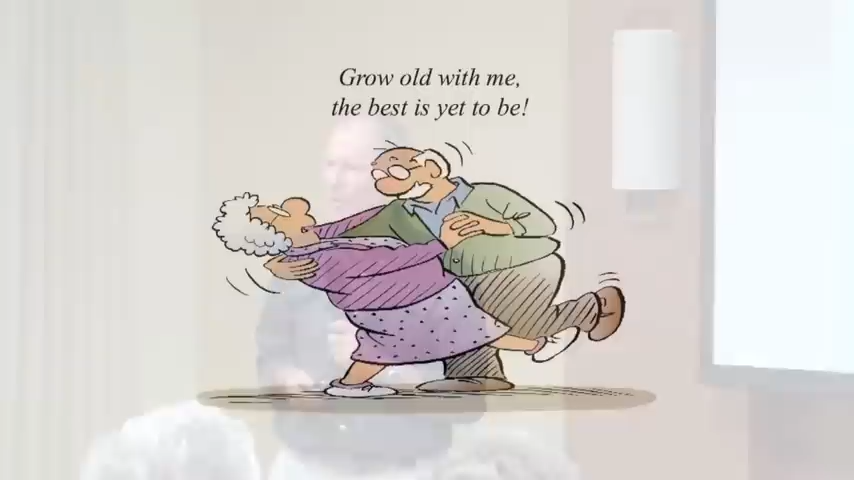 Grow old with me,
the best is yet to be!